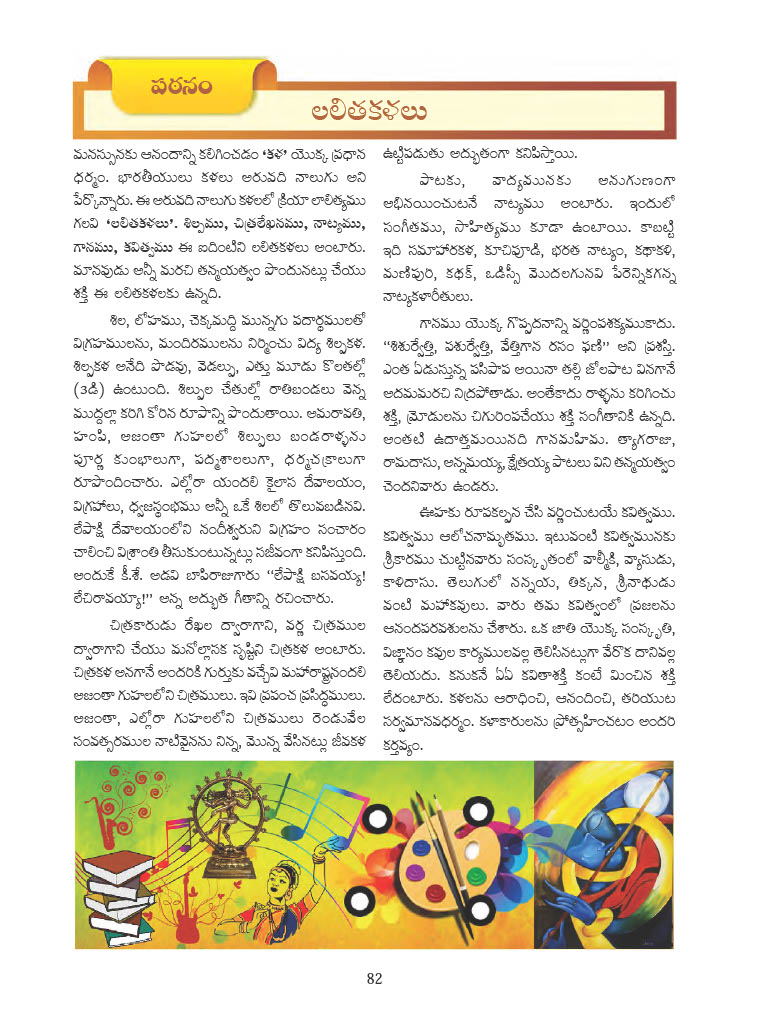 పఠనం
లలితకళలు
మనస్సునకు ఆనందాన్ని కలిగించడం ‘కళ’ యొక్క ప్రధాన
ధర్మం. భారతీయులు కళలు అరువది నాలుగు అని
పేర్కొన్నారు. ఈ అరువది నాలుగు కళలలో క్రియా లాలిత్యము
గలవి ‘లలితకళలు’. శిల్పము, చిత్రలేఖనము, నాట్యము,
గానము, కవిత్వము ఈ ఐదింటిని లలితకళలు అంటారు.
మానవుడు అన్నీ మరచి తన్మయత్వం పొందునట్లు చేయు
శక్తి ఈ లలితకళలకు ఉన్నది.
శిల, లోహము, చెక్కమద్ది మున్నగు పదార్థములతో
విగ్రహములను, మందిరములను నిర్మించు విద్య శిల్పకళ.
శిల్పకళ అనేది పొడవు, వెడల్పు, ఎత్తు మూడు కొలతల్లో
(3డి) ఉంటుంది. శిల్పుల చేతుల్లో రాతిబండలు వెన్న
ముద్దల్లా కరిగి కోరిన రూపాన్ని పొందుతాయి. అమరావతి,
హంపి, అజంతా గుహలలో శిల్పులు బండరాళ్ళను
పూర్ణ కుంభాలుగా, పద్మశాలలుగా, ధర్మచక్రాలుగా
రూపొందించారు. ఎల్లోరా యందలి కైలాస దేవాలయం,
విగ్రహాలు, ధ్వజస్థంభము అన్నీ ఒకే శిలలో తొలువబడినవి.
లేపాక్షి దేవాలయంలోని నందీశ్వరుని విగ్రహం సంచారం
చాలించి విశ్రాంతి తీసుకుంటున్నట్లు సజీవంగా కనిపిస్తుంది.
అందుకే కీ.శే. అడవి బాపిరాజుగారు “లేపాక్షి బసవయ్య!
లేచిరావయ్యా!” అన్న అద్భుత గీతాన్ని రచించారు.
చిత్రకారుడు రేఖల ద్వారాగాని, వర్ణ చిత్రముల
ద్వారాగాని చేయు మనోల్లాసక సృష్టిని చిత్రకళ అంటారు.
చిత్రకళ అనగానే అందరికి గుర్తుకు వచ్చేవి మహారాష్ట్రనందలి
అజంతా గుహలలోని చిత్రములు. ఇవి ప్రపంచ ప్రసిద్ధములు.
అజంతా, ఎల్లోరా గుహలలోని చిత్రములు రెండువేల
సంవత్సరముల నాటివైనను నిన్న, మొన్న వేసినట్లు జీవకళ
ఉట్టిపడుతు అద్భుతంగా కనిపిస్తాయి.
పాటకు, వాద్యమునకు అనుగుణంగా
అభినయించుటనే నాట్యము అంటారు. ఇందులో
సంగీతము, సాహిత్యము కూడా ఉంటాయి. కాబట్టి
ఇది సమాహారకళ, కూచిపూడి, భరత నాట్యం, కథాకళి,
మణిపురి, కథక్, ఒడిస్సీ మొదలగునవి పేరెన్నికగన్న
నాట్యకళారీతులు.
గానము యొక్క గొప్పదనాన్ని వర్ణింపశక్యముకాదు.
“శిశుర్వేత్తి, పశుర్వేత్తి, వేత్తిగాన రసం ఫణి” అని ప్రశస్తి.
ఎంత ఏడుస్తున్న పసిపాప అయినా తల్లి జోలపాట వినగానే
ఆదమమరచి నిద్రపోతాడు. అంతేకాదు రాళ్ళను కరిగించు
శక్తి, మ్రోడులను చిగురింపచేయు శక్తి సంగీతానికి ఉన్నది.
అంతటి ఉదాత్తమయినది గానమహిమ. త్యాగరాజు,
రామదాసు, అన్నమయ్య, క్షేత్రయ్య పాటలు విని తన్మయత్వం
చెందనివారు ఉండరు.
ఊహకు రూపకల్పన చేసి వర్ణించుటయే కవిత్వము.
కవిత్వము ఆలోచనామృతము. ఇటువంటి కవిత్వమునకు
శ్రీకారము చుట్టినవారు సంస్కృతంలో వాల్మీకి, వ్యాసుడు,
కాళిదాసు. తెలుగులో నన్నయ, తిక్కన, శ్రీనాథుడు
వంటి మహాకవులు. వారు తమ కవిత్వంలో ప్రజలను
ఆనందపరవశులను చేశారు. ఒక జాతి యొక్క సంస్కృతి,
విజ్ఞానం కవుల కార్యములవల్ల తెలిసినట్లుగా వేరొక దానివల్ల
తెలియదు. కనుకనే ఏఏ కవితాశక్తి కంటే మించిన శక్తి
లేదంటారు. కళలను ఆరాధించి, ఆనందించి, తరియుట
సర్వమానవధర్మం. కళాకారులను ప్రోత్సహించటం అందరి
కర్తవ్యం.
82